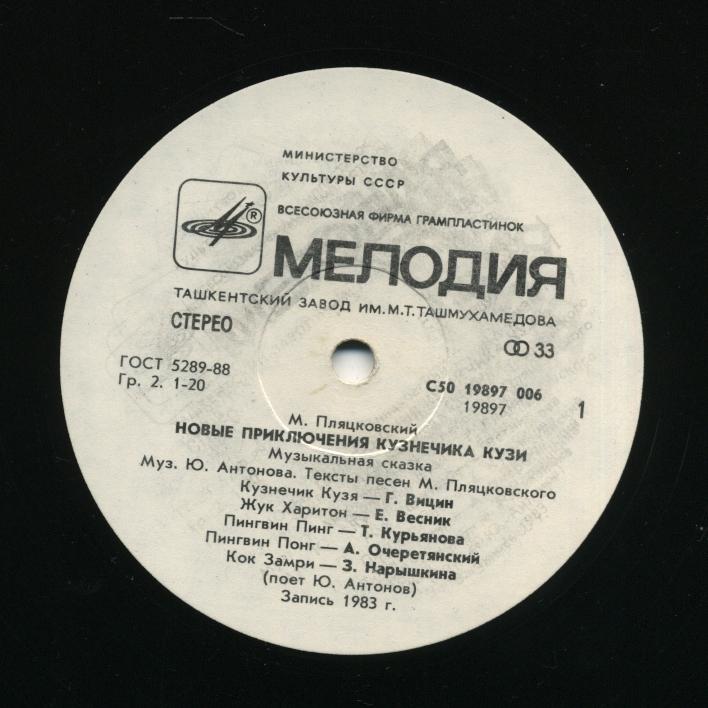 МИНИСТЕРСТВО
КУЛЬТУРЫ СССР
ВСЕСОЮЗНАЯ ФИРМА ГРАМПЛАСТИНОК
®
МЕЛОДИЯ
ТАШКЕНТСКИЙ ЗАВОД ИМ. М.Т. ТАШМУХАМЕДОВА
СТЕРЕО
33
ГОСТ 5289-88
Гр. 2. 1-20
С50 19897 006
19897
1
М. Пляцковский
НОВЫЕ ПРИКЛЮЧЕНИЯ КУЗНЕЧИКА КУЗИ
Музыкальная сказка
Муз. Ю. Антонова. Тексты песен М. Пляцковского
Кузнечик Кузя — Г. Вицин
Жук Харитон — Е. Весник
Пингвин Пинг — Т. Курьянова
Пингвин Понг — А. Очеретянский
Кок Замри — З. Нарышкина
(поет Ю. Антонов)
Запись 1983 г.